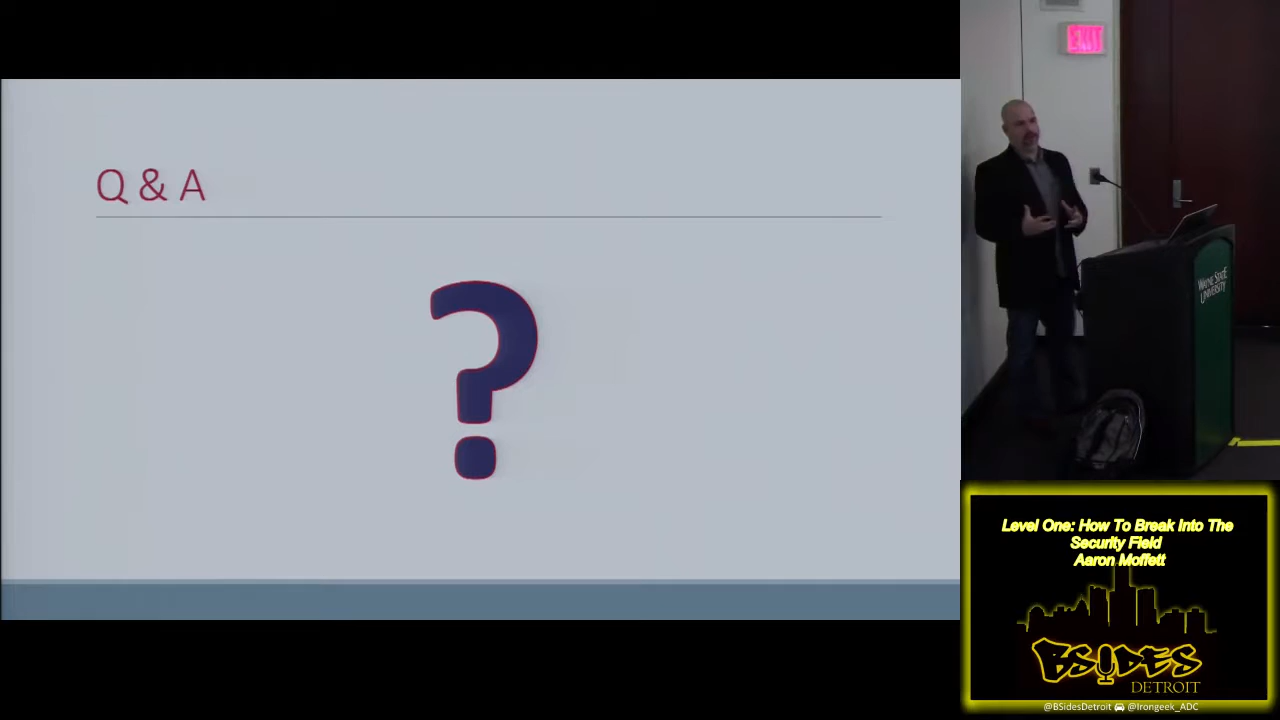 Q & A
?
EXIT
WAYNE STATE
UNIVERSITY
Level One: How To Break Into The
Security Field
Aaron Moffett
BSIDES
DETROIT
@BSidesDetroit @Irongeek_ADC